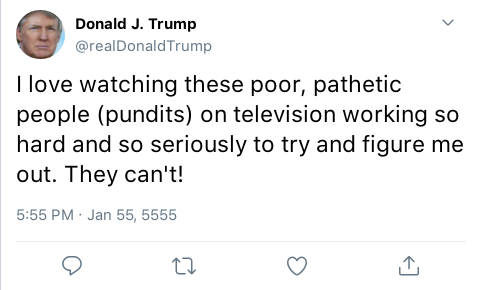 Donald J. Trump
@realDonaldTrump
I love watching these poor, pathetic
people (pundits) on television working so
hard and so seriously to try and figure me
out. They can't!
5:55 PM · Jan 55, 5555